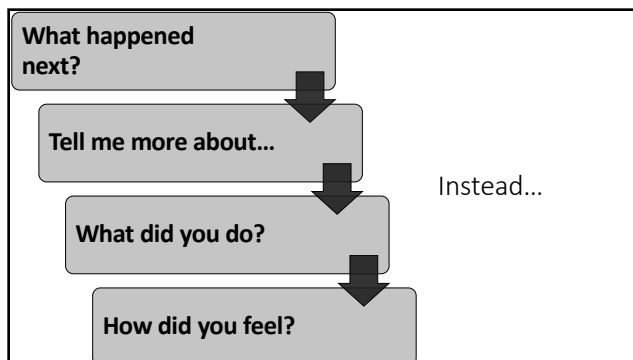 What happened
next?
Tell me more about…
What did you do?
How did you feel?
Instead…